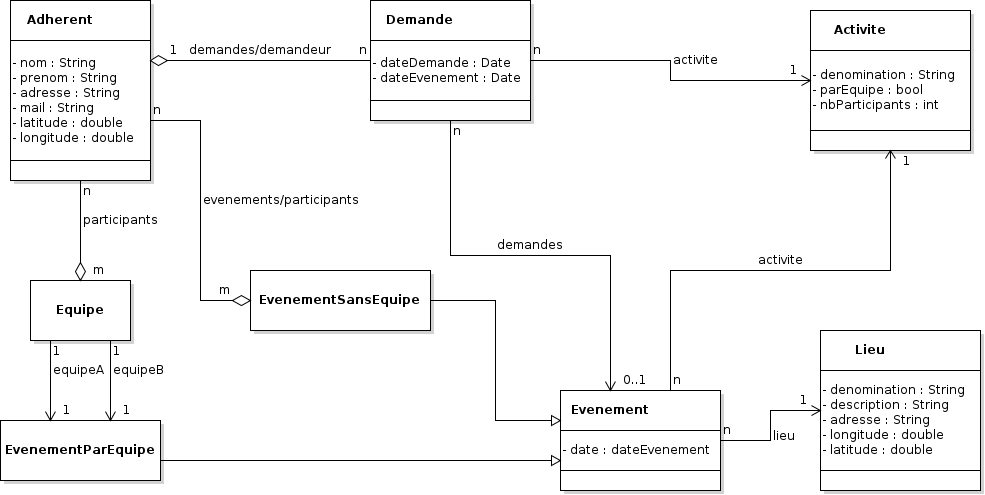 Adherent
- nom : String
- prenom : String
- adresse : String
- mail : String
- latitude : double
- longitude : double
1 demandes/demandeur n
Demande
- dateDemande : Date
- dateEvenement : Date
n
activite
1
Activite
- denomination : String
- parEquipe : bool
- nbParticipants : int
n
n
1
n
participants
evenements/participants
demandes
activite
m
m
Equipe
EvenementSansEquipe
1
1
equipeA
equipeB
1
1
0..1
n
EvenementParEquipe
Evenement
- date : dateEvenement
n
lieu
1
Lieu
- denomination : String
- description : String
- adresse : String
- longitude : double
- latitude : double